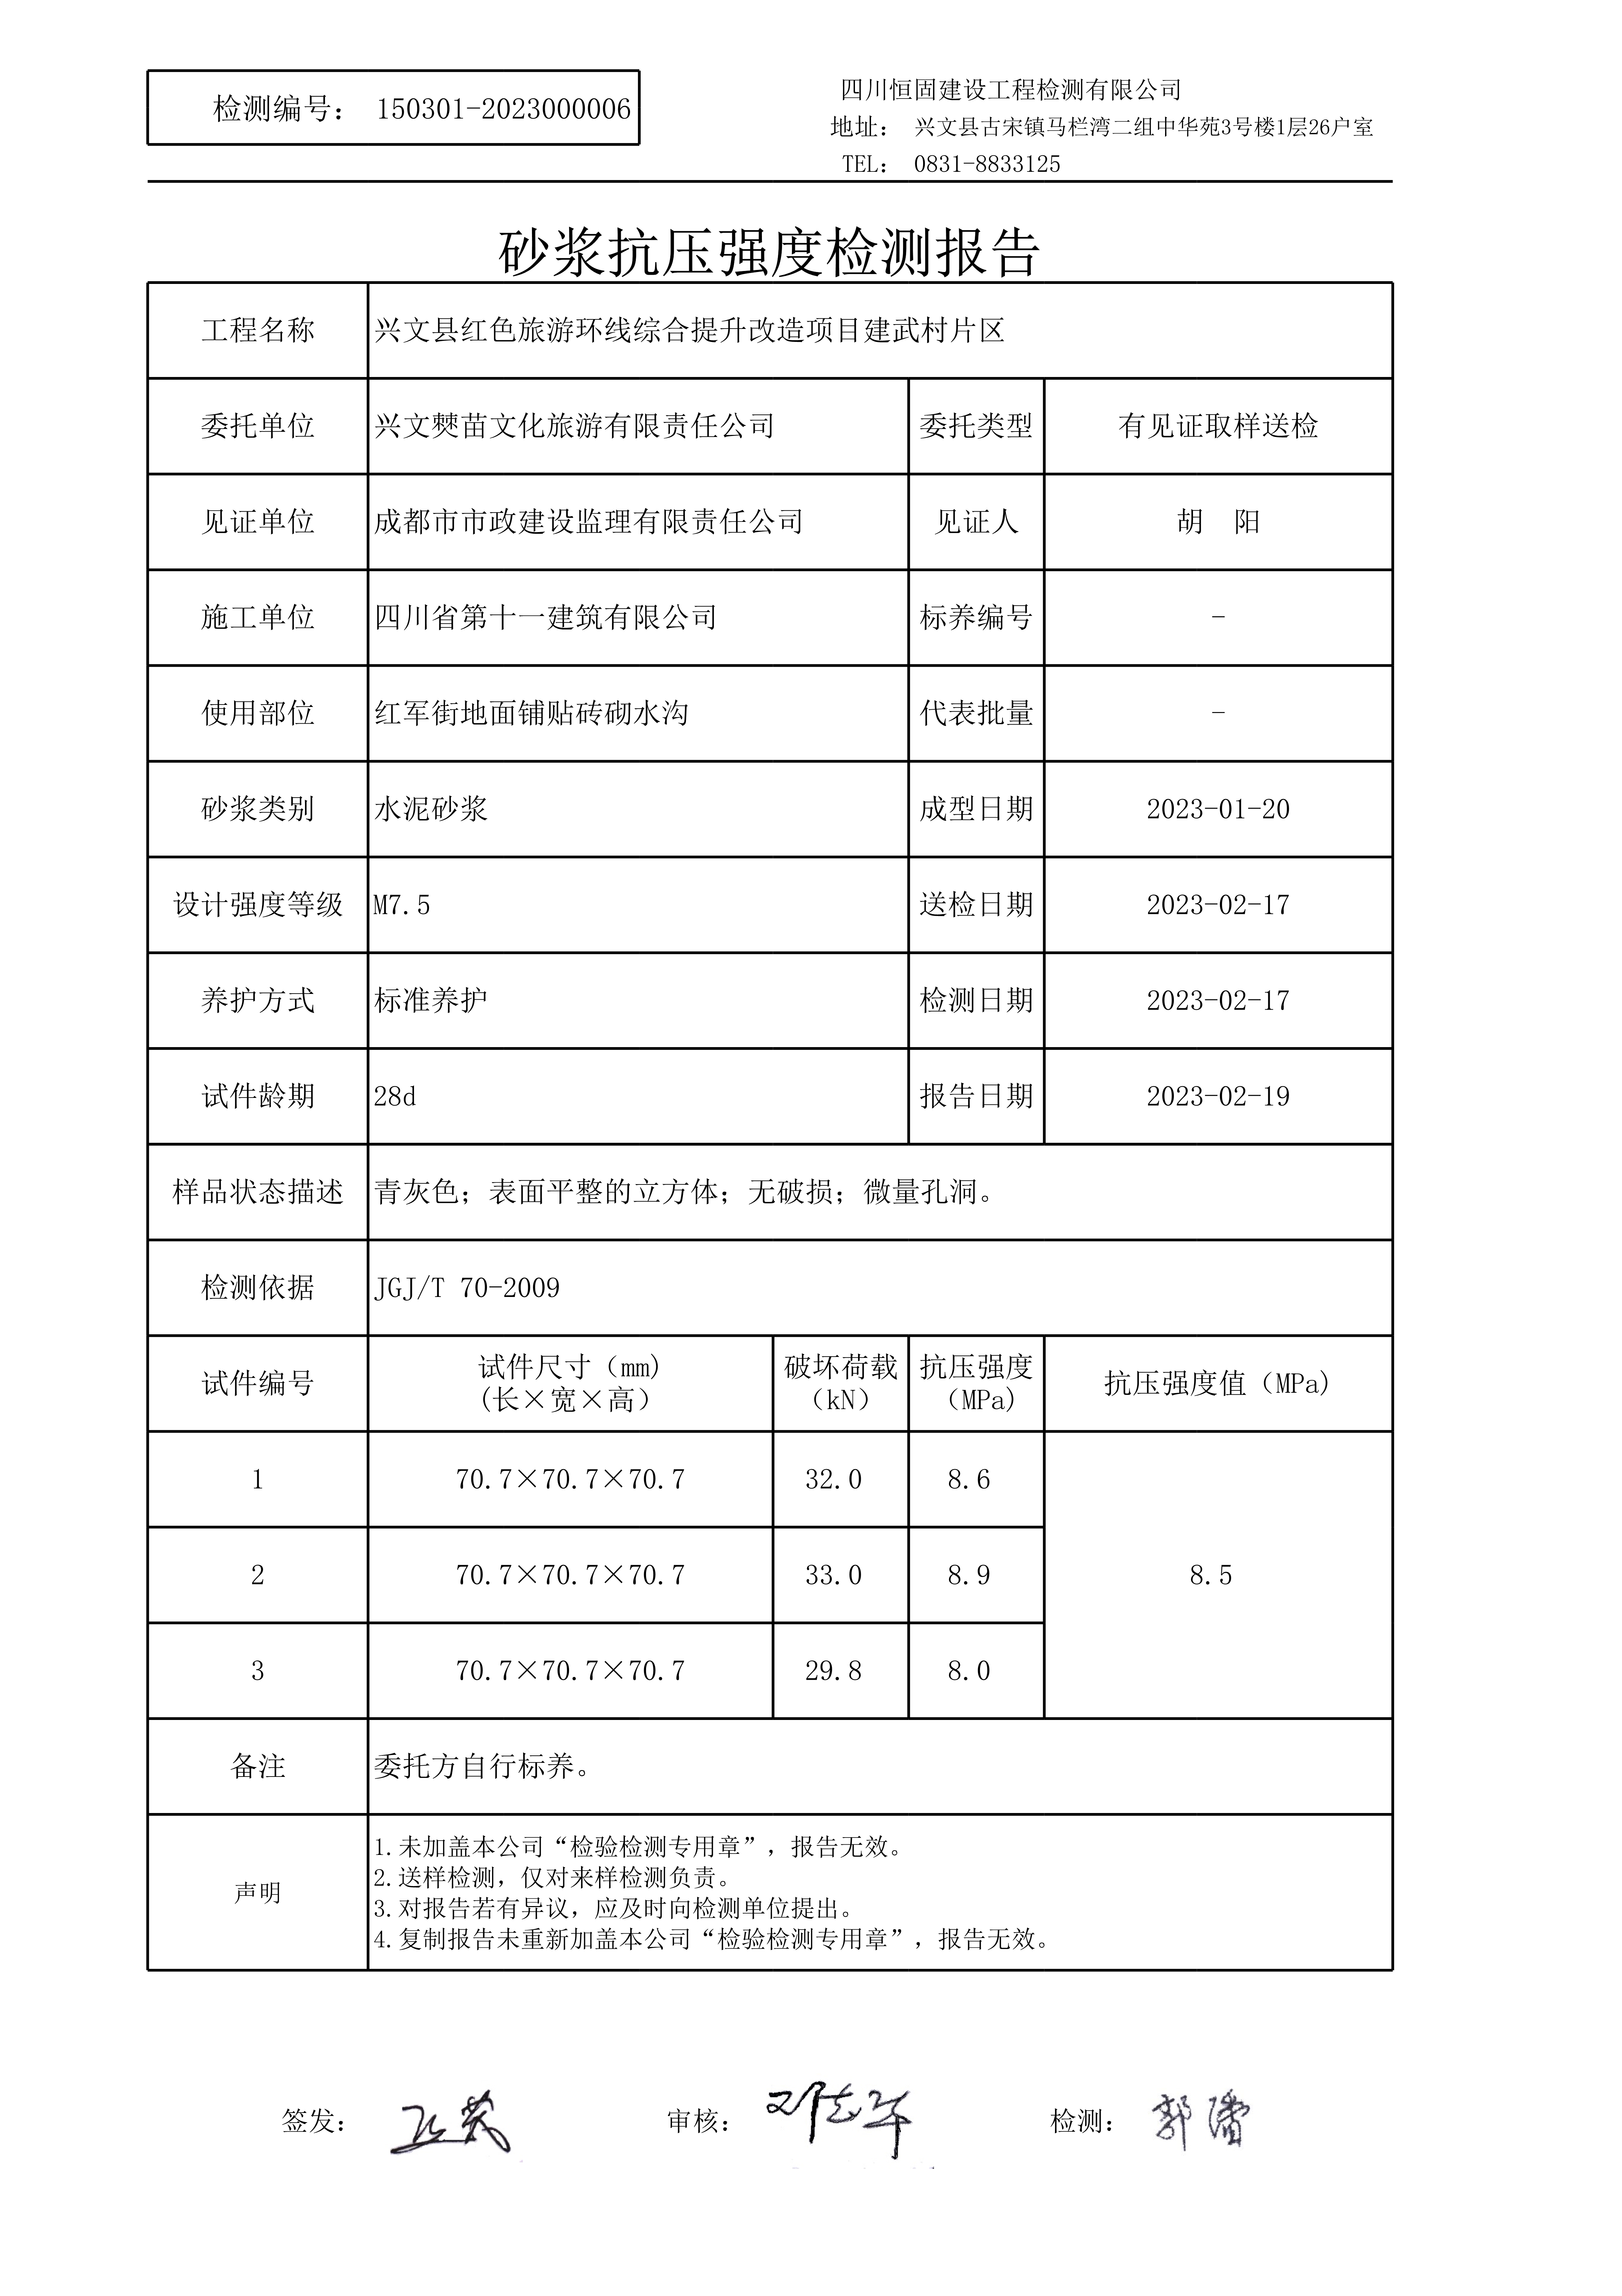 检测编号： 150301-2023000006
四川恒固建设工程检测有限公司
地址： 兴文县古宋镇马栏湾二组中华苑3号楼1层26户室
TEL： 0831-8833125
砂浆抗压强度检测报告
工程名称 兴文县红色旅游环线综合提升改造项目建武村片区
委托单位 兴文僰苗文化旅游有限责任公司 委托类型 有见证取样送检
见证单位 成都市市政建设监理有限责任公司 见证人 胡 阳
施工单位 四川省第十一建筑有限公司 标养编号 -
使用部位 红军街地面铺贴砖砌水沟 代表批量 -
砂浆类别 水泥砂浆 成型日期 2023-01-20
设计强度等级 M7.5 送检日期 2023-02-17
养护方式 标准养护 检测日期 2023-02-17
试件龄期 28d 报告日期 2023-02-19
样品状态描述 青灰色；表面平整的立方体；无破损；微量孔洞。
检测依据 JGJ/T 70-2009
试件编号 试件尺寸（mm) (长×宽×高） 破坏荷载（kN） 抗压强度（MPa) 抗压强度值（MPa)
1 70.7×70.7×70.7 32.0 8.6
2 70.7×70.7×70.7 33.0 8.9 8.5
3 70.7×70.7×70.7 29.8 8.0
备注 委托方自行标养。
声明
1.未加盖本公司“检验检测专用章”，报告无效。
2.送样检测，仅对来样检测负责。
3.对报告若有异议，应及时向检测单位提出。
4.复制报告未重新加盖本公司“检验检测专用章”，报告无效。
签发： 审核： 检测：